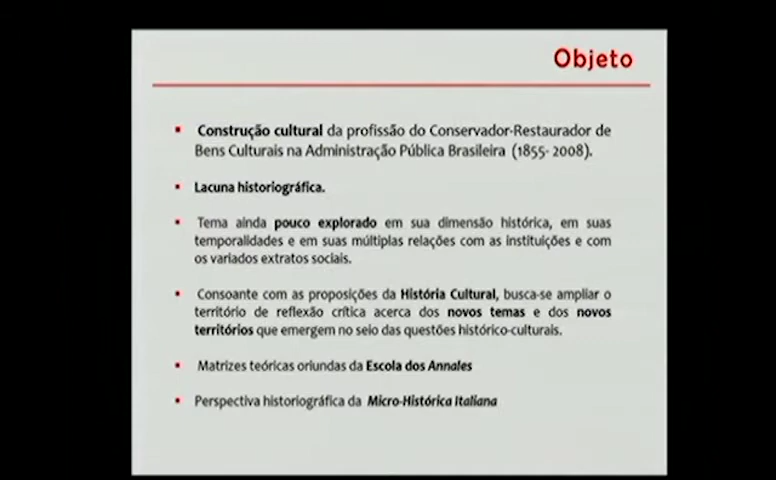 Objeto
Construção cultural da profissão do Conservador-Restaurador de
Bens Culturais na Administração Pública Brasileira (1855- 2008).
Lacuna historiográfica.
Tema ainda pouco explorado em sua dimensão histórica, em suas
temporalidades e em suas múltiplas relações com as instituições e com
os variados extratos sociais.
Consoante com as proposições da História Cultural, busca-se ampliar o
território de reflexão crítica acerca dos novos temas e dos novos
territórios que emergem no seio das questões histórico-culturais.
Matrizes teóricas oriundas da Escola dos Annales
Perspectiva historiográfica da Micro-Histórica Italiana